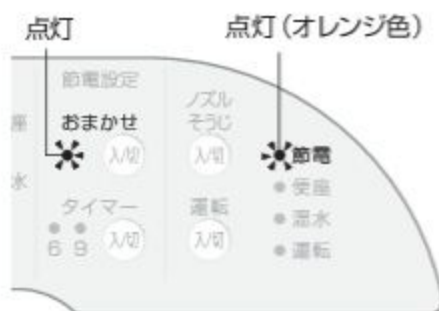 点灯
点灯(オレンジ色)
節電設定
おまかせ
入/切
タイマー
6 9
入/切
ノズル
そうじ
入/切
運転
入/切
節電
便座
温水
運転
座
水